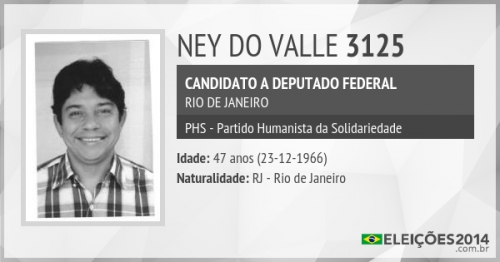 NEY DO VALLE 3125
CANDIDATO A DEPUTADO FEDERAL
RIO DE JANEIRO
PHS - Partido Humanista da Solidariedade
Idade: 47 anos (23-12-1966)
Naturalidade: RJ - Rio de Janeiro
ELEIÇÕES2014
.com.br